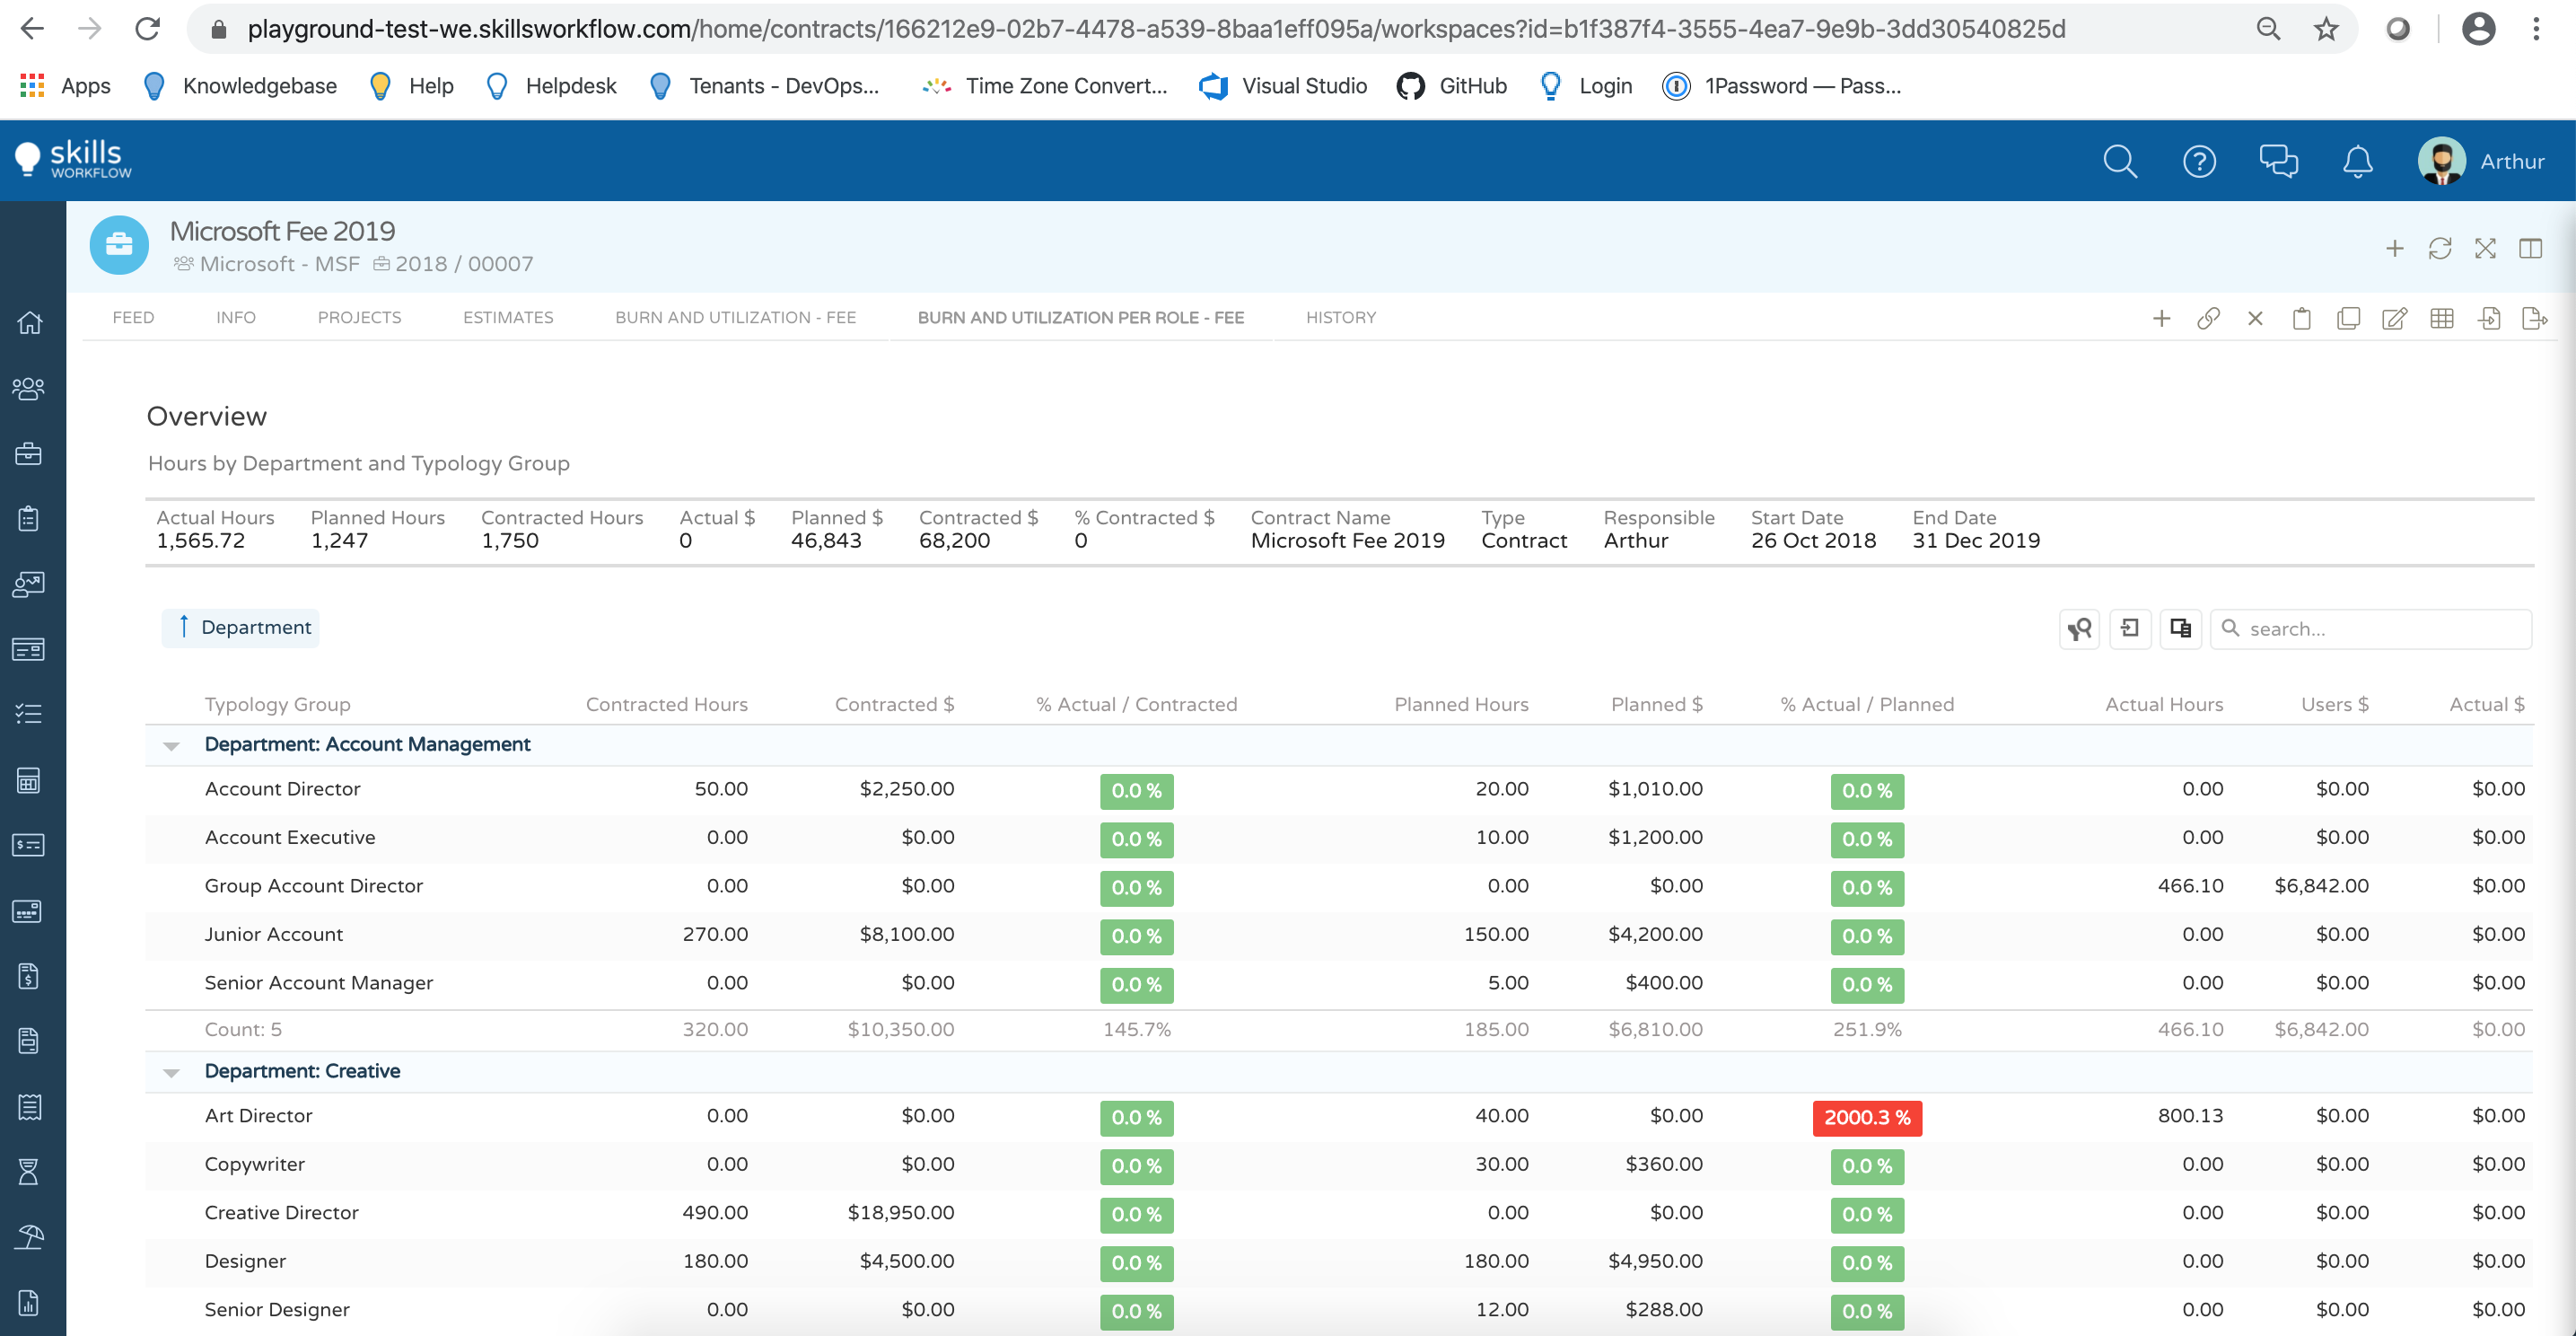 playground-test-we.skillsworkflow.com/home/contracts/166212e9-02b7-4478-a539-8baa1eff095a/workspaces?id=b1f387f4-3555-4ea7-9e9b-3dd30540825d
Apps Knowledgebase Help Helpdesk Tenants - DevOps... Time Zone Convert... Visual Studio GitHub Login 1Password — Pass...
skills
WORKFLOW
Arthur
Microsoft Fee 2019
Microsoft - MSF 2018 / 00007
FEED INFO PROJECTS ESTIMATES BURN AND UTILIZATION - FEE BURN AND UTILIZATION PER ROLE - FEE HISTORY
Overview
Hours by Department and Typology Group
Actual Hours Planned Hours Contracted Hours Actual $ Planned $ Contracted $ % Contracted $ Contract Name Type Responsible Start Date End Date
1,565.72 1,247 1,750 0 46,843 68,200 0 Microsoft Fee 2019 Contract Arthur 26 Oct 2018 31 Dec 2019
Department
search...
Typology Group Contracted Hours Contracted $ % Actual / Contracted Planned Hours Planned $ % Actual / Planned Actual Hours Users $ Actual $
Department: Account Management
Account Director 50.00 $2,250.00 0.0 % 20.00 $1,010.00 0.0 % 0.00 $0.00 $0.00
Account Executive 0.00 $0.00 0.0 % 10.00 $1,200.00 0.0 % 0.00 $0.00 $0.00
Group Account Director 0.00 $0.00 0.0 % 0.00 $0.00 0.0 % 466.10 $6,842.00 $0.00
Junior Account 270.00 $8,100.00 0.0 % 150.00 $4,200.00 0.0 % 0.00 $0.00 $0.00
Senior Account Manager 0.00 $0.00 0.0 % 5.00 $400.00 0.0 % 0.00 $0.00 $0.00
Count: 5 320.00 $10,350.00 145.7% 185.00 $6,810.00 251.9% 466.10 $6,842.00 $0.00
Department: Creative
Art Director 0.00 $0.00 0.0 % 40.00 $0.00 2000.3 % 800.13 $0.00 $0.00
Copywriter 0.00 $0.00 0.0 % 30.00 $360.00 0.0 % 0.00 $0.00 $0.00
Creative Director 490.00 $18,950.00 0.0 % 0.00 $0.00 0.0 % 0.00 $0.00 $0.00
Designer 180.00 $4,500.00 0.0 % 180.00 $4,950.00 0.0 % 0.00 $0.00 $0.00
Senior Designer 0.00 $0.00 0.0 % 12.00 $288.00 0.0 % 0.00 $0.00 $0.00